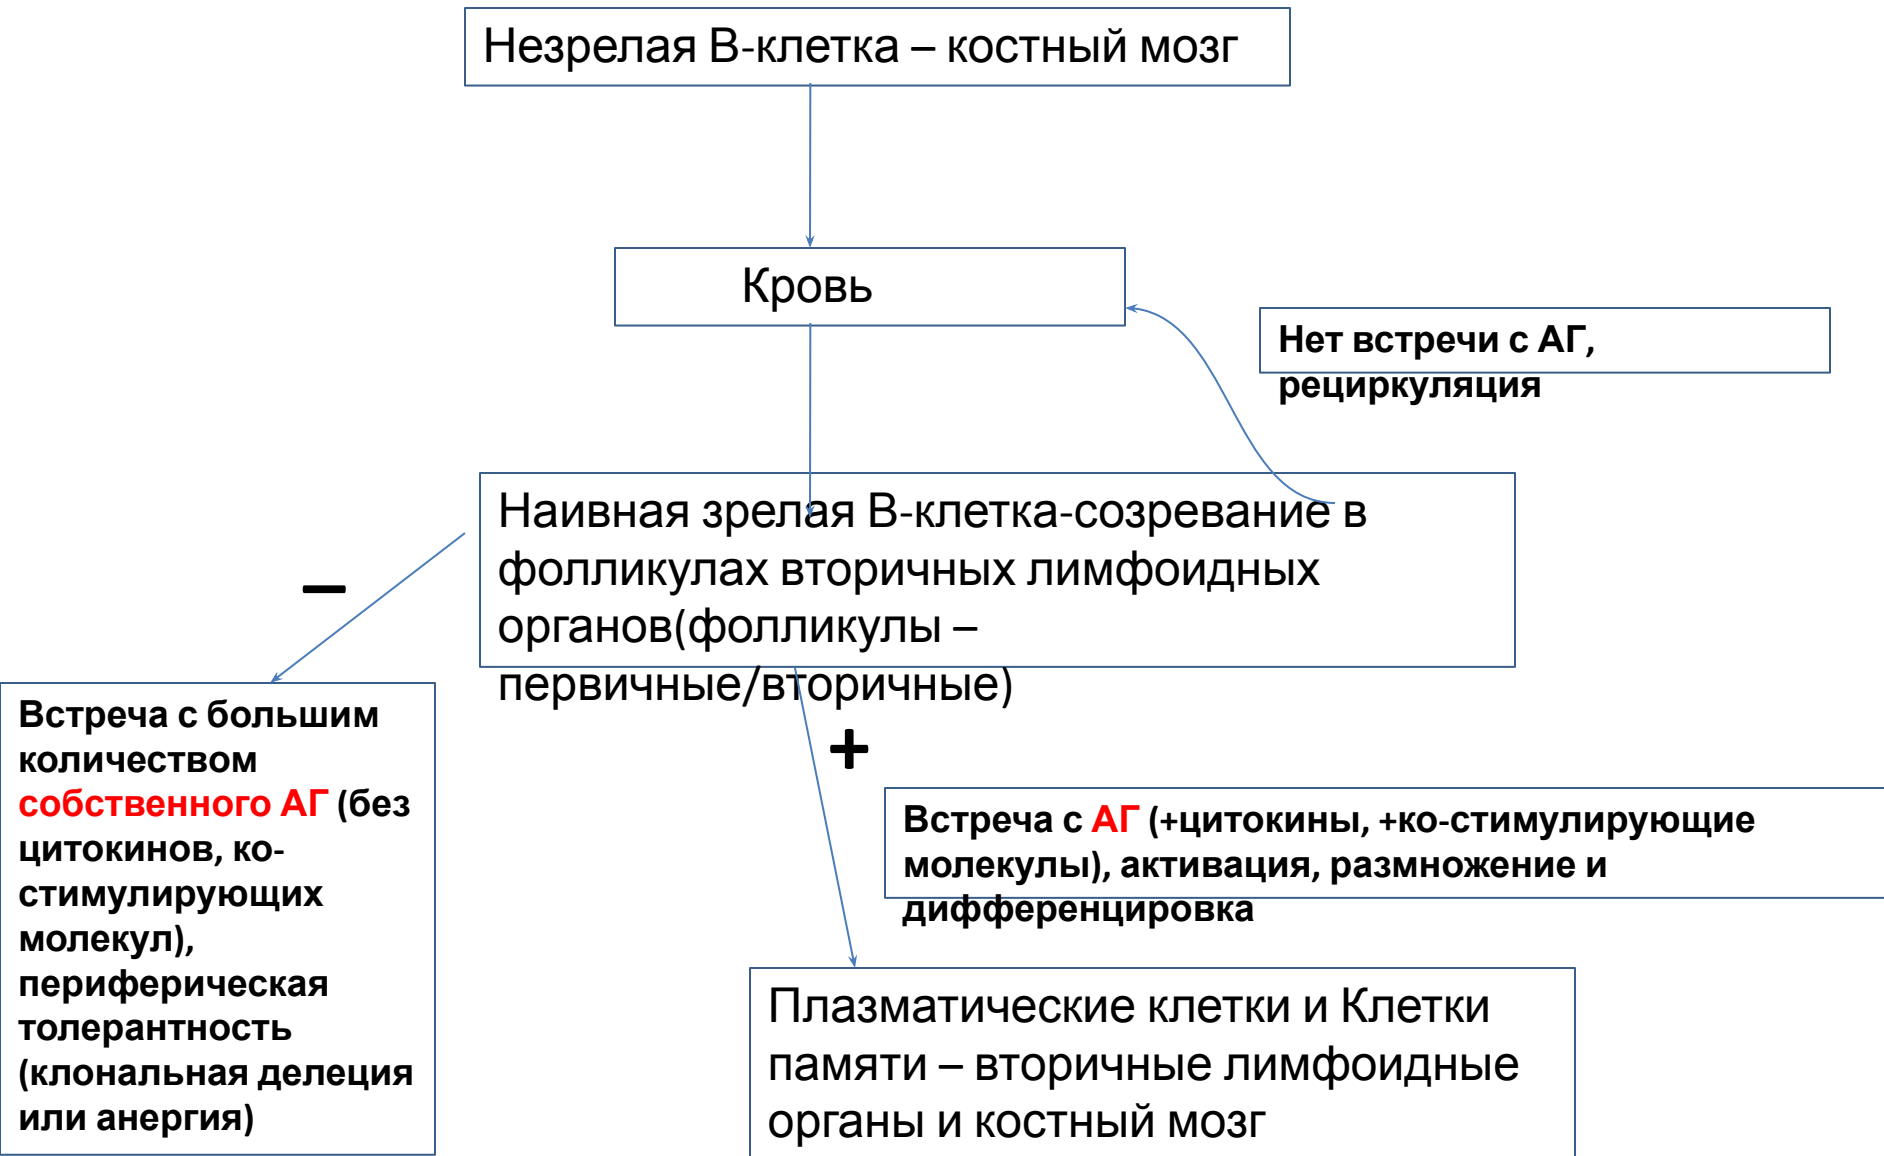 Незрелая В-клетка – костный мозг
Кровь
Нет встречи с АГ,
рециркуляция
Наивная зрелая В-клетка-созревание в
фолликулах вторичных лимфоидных
органов(фолликулы –
первичные/вторичные)
–
+
Встреча с большим
количеством
собственного АГ (без
цитокинов, ко-
стимулирующих
молекул),
периферическая
толерантность
(клональная делеция
или анергия)
Встреча с АГ (+цитокины, +ко-стимулирующие
молекулы), активация, размножение и
дифференцировка
Плазматические клетки и Клетки
памяти – вторичные лимфоидные
органы и костный мозг